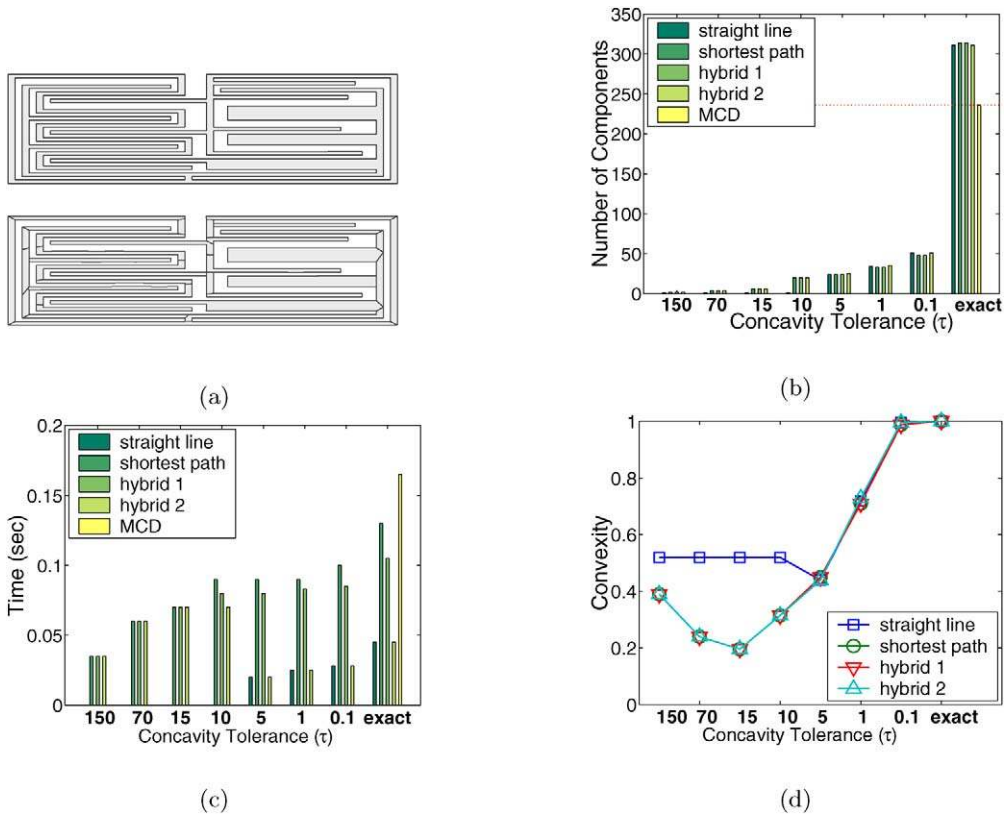 350
300
250
200
150
100
50
0
Number of Components
straight line
shortest path
hybrid 1
hybrid 2
MCD
150 70 15 10 5 1 0.1 exact
Concavity Tolerance (τ)
(a)
(b)
0.2
0.15
0.1
0.05
0
Time (sec)
straight line
shortest path
hybrid 1
hybrid 2
MCD
150 70 15 10 5 1 0.1 exact
Concavity Tolerance (τ)
(c)
1
0.8
0.6
0.4
0.2
0
Convexity
straight line
shortest path
hybrid 1
hybrid 2
150 70 15 10 5 1 0.1 exact
Concavity Tolerance (τ)
(d)